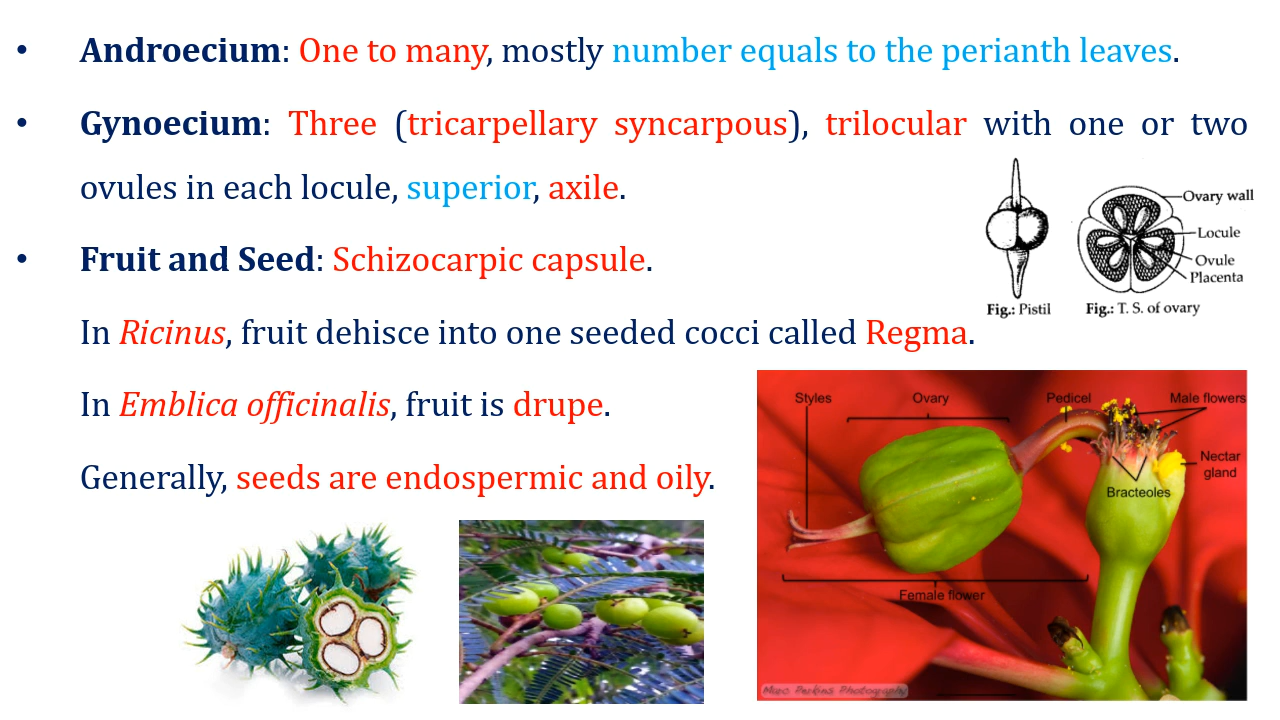 • Androecium: One to many, mostly number equals to the perianth leaves.
• Gynoecium: Three (tricarpellary syncarpous), trilocular with one or two
ovules in each locule, superior, axile.
Ovary wall
Locule
Ovule
Placenta
Fig.: Pistil
Fig.: T. S. of ovary
• Fruit and Seed: Schizocarpic capsule.
In Ricinus, fruit dehisce into one seeded cocci called Regma.
In Emblica officinalis, fruit is drupe.
Generally, seeds are endospermic and oily.
Styles
Ovary
Pedicel
Male flowers
Nectar
gland
Bracteoles
Female flower
Marc Perkins Photography